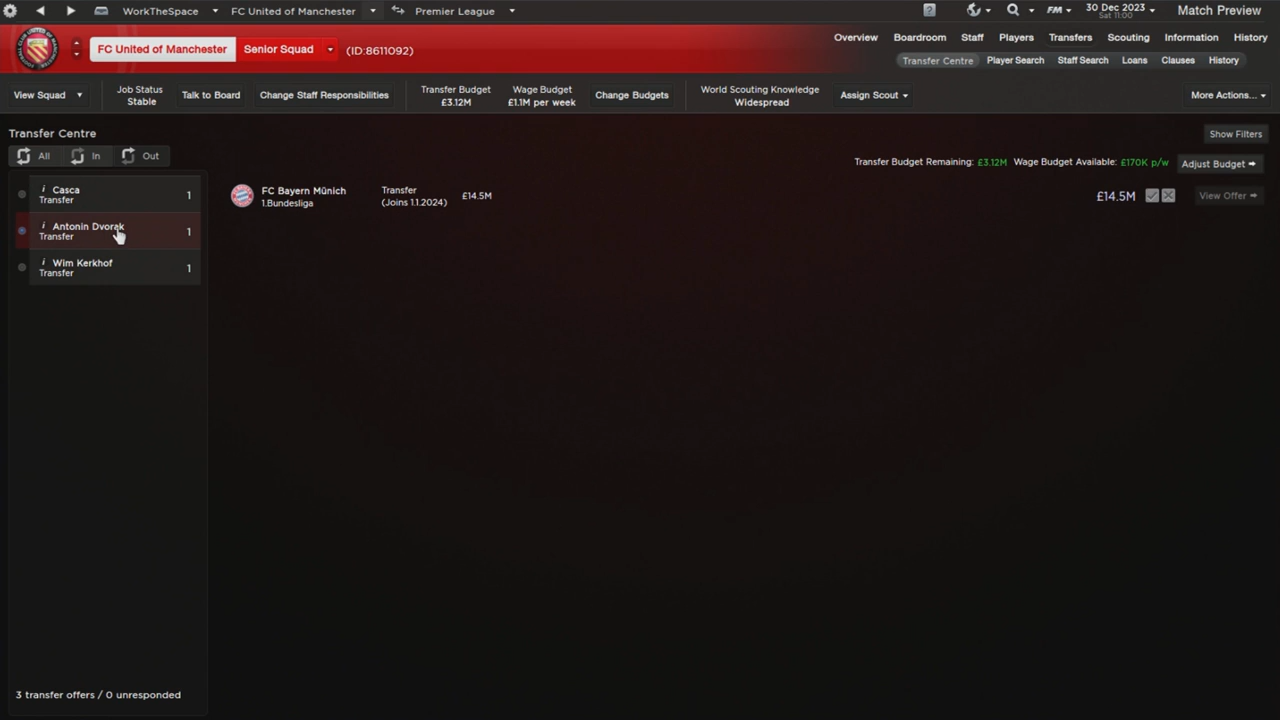 WorkTheSpace FC United of Manchester Premier League FM 30 Dec 2023 Match Preview
Sat 11:00
FC United of Manchester Senior Squad (ID:8611092)
Overview Boardroom Staff Players Transfers Scouting Information History
Transfer Centre Player Search Staff Search Loans Clauses History
View Squad Job Status Talk to Board Change Staff Responsibilities Transfer Budget Wage Budget Change Budgets World Scouting Knowledge Assign Scout More Actions...
Stable £3.12M £1.1M per week Widespread
Transfer Centre Show Filters
All In Out Transfer Budget Remaining: £3.12M Wage Budget Available: £170K p/w Adjust Budget
i Casca 1 FC Bayern Münich Transfer £14.5M £14.5M View Offer
Transfer 1.Bundesliga (Joins 1.1.2024)
i Antonin Dvorak 1
Transfer
i Wim Kerkhof 1
Transfer
3 transfer offers / 0 unresponded